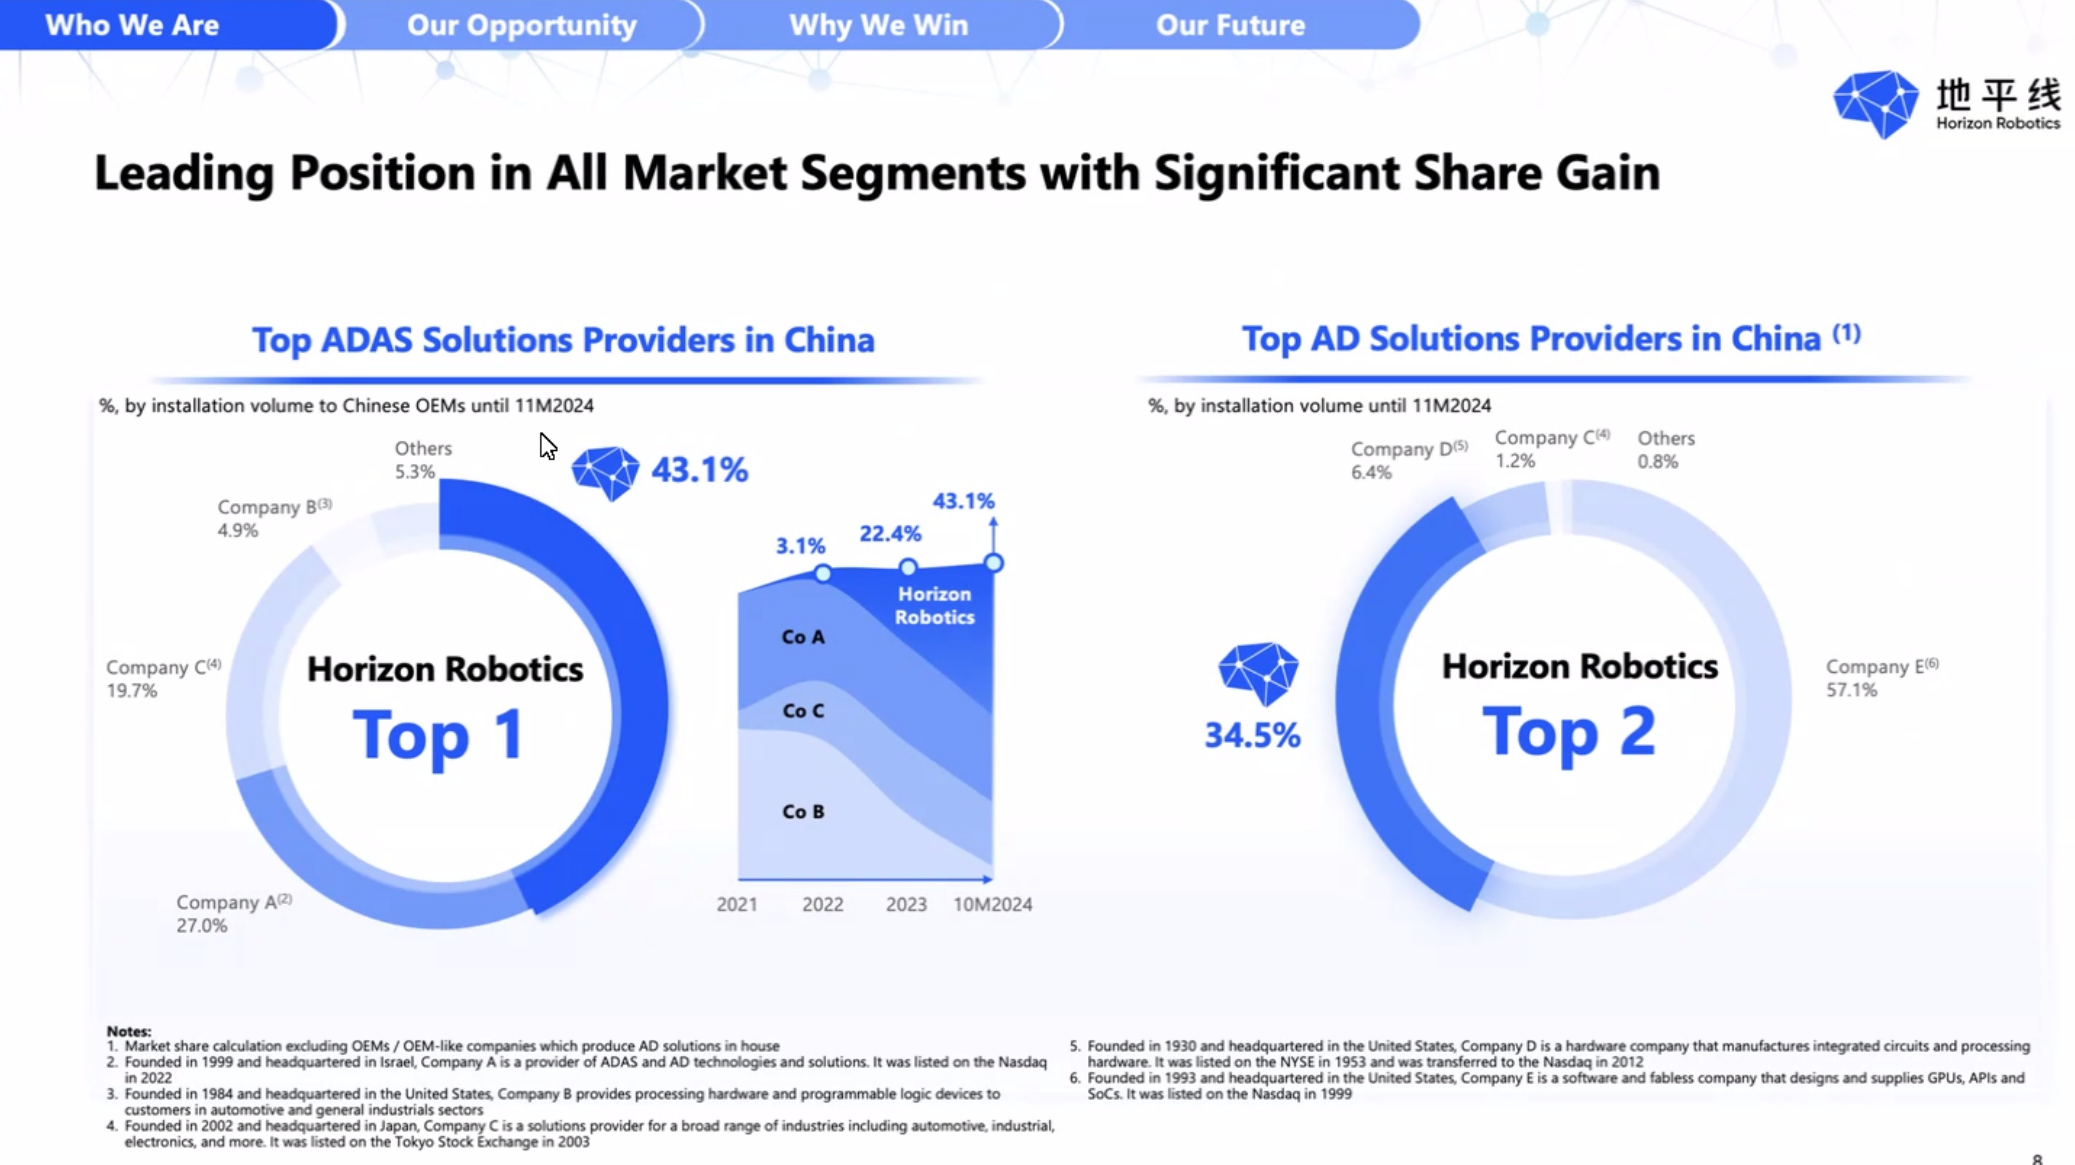 Who We Are
Our Opportunity
Why We Win
Our Future
地平线
Horizon Robotics
Leading Position in All Market Segments with Significant Share Gain
Top ADAS Solutions Providers in China
%, by installation volume to Chinese OEMs until 11M2024
Others
5.3%
43.1%
Company B(3)
4.9%
Company C(4)
19.7%
Company A(2)
27.0%
Horizon Robotics
Top 1
3.1%
22.4%
43.1%
Horizon
Robotics
Co A
Co C
Co B
2021
2022
2023
10M2024
Top AD Solutions Providers in China (1)
%, by installation volume until 11M2024
Company D(5)
6.4%
Company C(4)
1.2%
Others
0.8%
34.5%
Horizon Robotics
Top 2
Company E(6)
57.1%
Notes:
1. Market share calculation excluding OEMs / OEM-like companies which produce AD solutions in house
2. Founded in 1999 and headquartered in Israel, Company A is a provider of ADAS and AD technologies and solutions. It was listed on the Nasdaq
in 2022
3. Founded in 1984 and headquartered in the United States, Company B provides processing hardware and programmable logic devices to
customers in automotive and general industrials sectors
4. Founded in 2002 and headquartered in Japan, Company C is a solutions provider for a broad range of industries including automotive, industrial,
electronics, and more. It was listed on the Tokyo Stock Exchange in 2003
5. Founded in 1930 and headquartered in the United States, Company D is a hardware company that manufactures integrated circuits and processing
hardware. It was listed on the NYSE in 1953 and was transferred to the Nasdaq in 2012
6. Founded in 1993 and headquartered in the United States, Company E is a software and fabless company that designs and supplies GPUs, APIs and
SoCs. It was listed on the Nasdaq in 1999
8